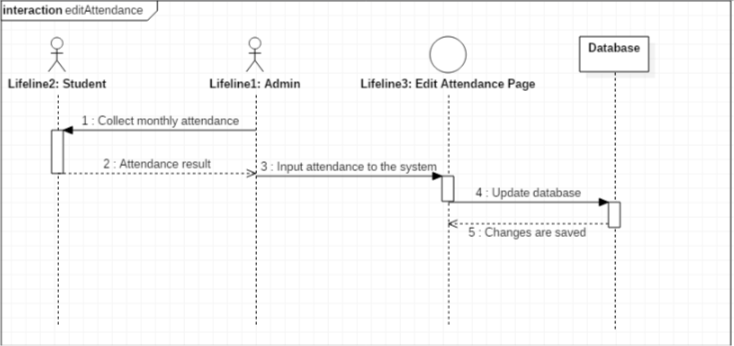 interaction editAttendance
Lifeline2: Student
Lifeline1: Admin
Lifeline3: Edit Attendance Page
Database
1 : Collect monthly attendance
2 : Attendance result
3 : Input attendance to the system
4 : Update database
5 : Changes are saved